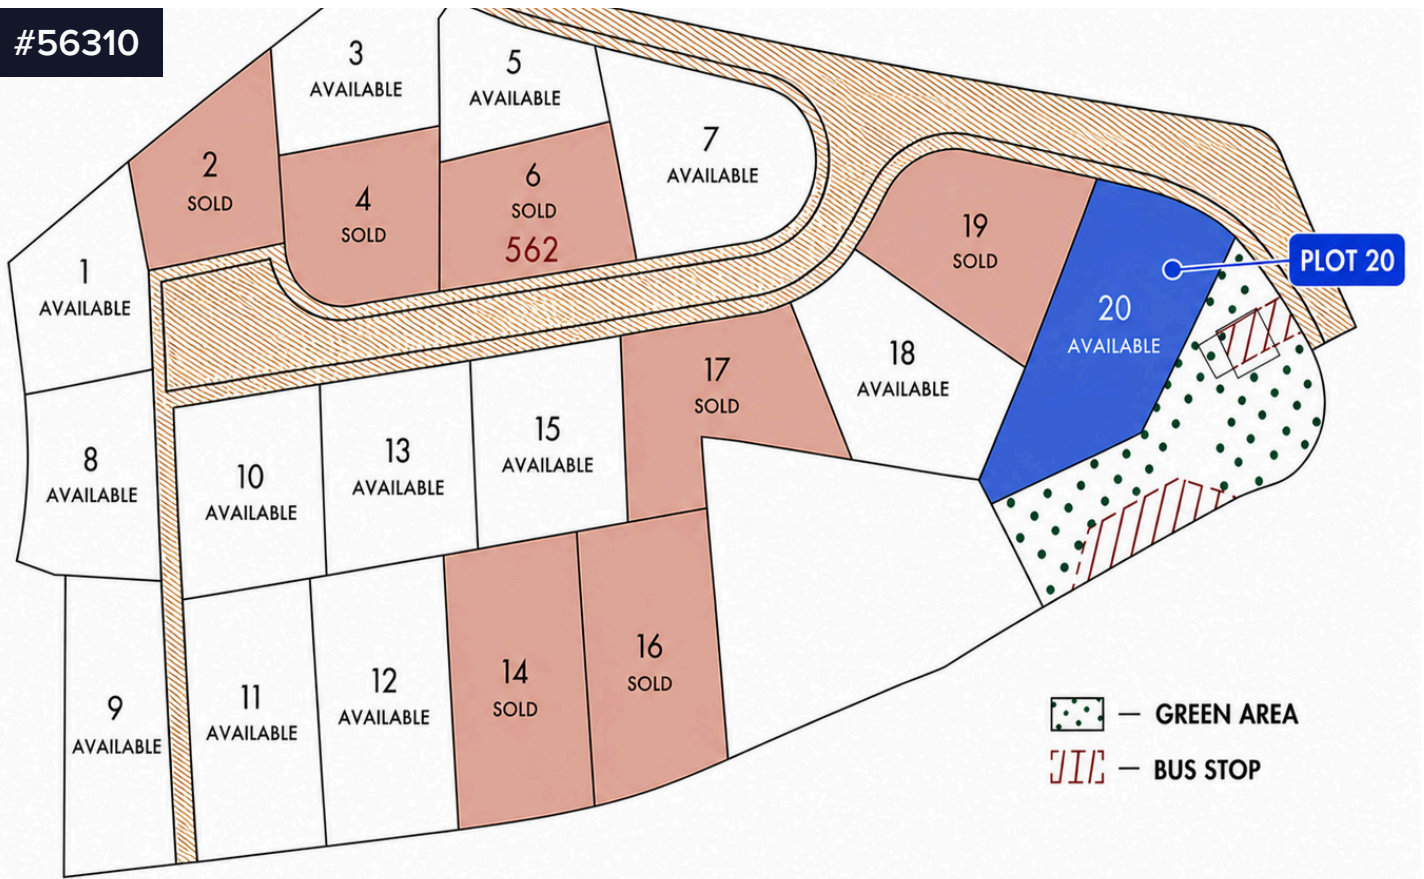 #56310
3
AVAILABLE
5
AVAILABLE
7
AVAILABLE
2
SOLD
4
SOLD
6
SOLD
562
19
SOLD
PLOT 20
1
AVAILABLE
20
AVAILABLE
17
SOLD
18
AVAILABLE
8
AVAILABLE
10
AVAILABLE
13
AVAILABLE
15
AVAILABLE
9
AVAILABLE
11
AVAILABLE
12
AVAILABLE
14
SOLD
16
SOLD
— GREEN AREA
— BUS STOP